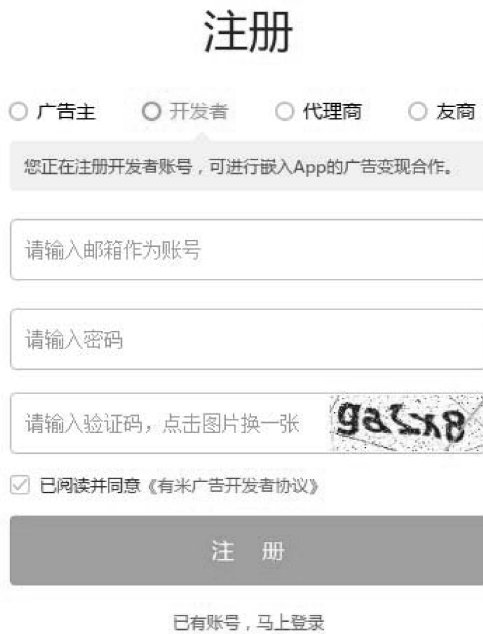 注册
广告主 开发者 代理商 友商
您正在注册开发者账号，可进行嵌入App的广告变现合作。
请输入邮箱作为账号
请输入密码
请输入验证码，点击图片换一张
已阅读并同意《有米广告开发者协议》
注 册
已有账号，马上登录